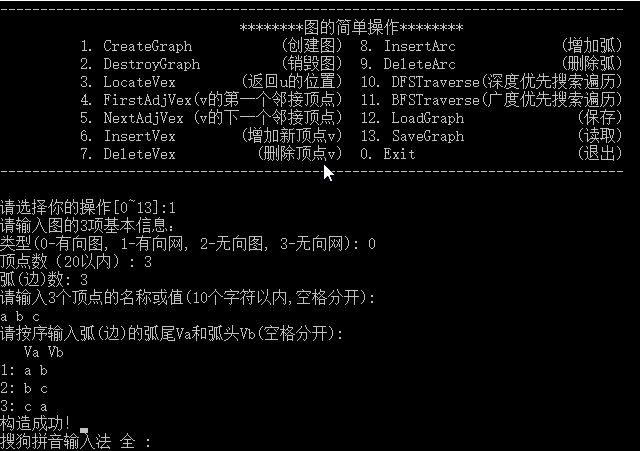 ********图的简单操作********
1. CreateGraph (创建图) 8. InsertArc (增加弧)
2. DestroyGraph (销毁图) 9. DeleteArc (删除弧)
3. LocateVex (返回u的位置) 10. DFSTraverse(深度优先搜索遍历)
4. FirstAdjVex(v的第一个邻接顶点) 11. BFSTraverse(广度优先搜索遍历)
5. NextAdjVex (v的下一个邻接顶点) 12. LoadGraph (保存)
6. InsertVex (增加新顶点v) 13. SaveGraph (读取)
7. DeleteVex (删除顶点v) 0. Exit (退出)
请选择你的操作[0~13]:1
请输入图的3项基本信息:
类型(0-有向图, 1-有向网, 2-无向图, 3-无向网): 0
顶点数 (20以内) : 3
弧(边)数: 3
请输入3个顶点的名称或值(10个字符以内,空格分开):
a b c
请按序输入弧(边)的弧尾Va和弧头Vb(空格分开):
Va Vb
1: a b
2: b c
3: c a
构造成功!
搜狗拼音输入法 全 :